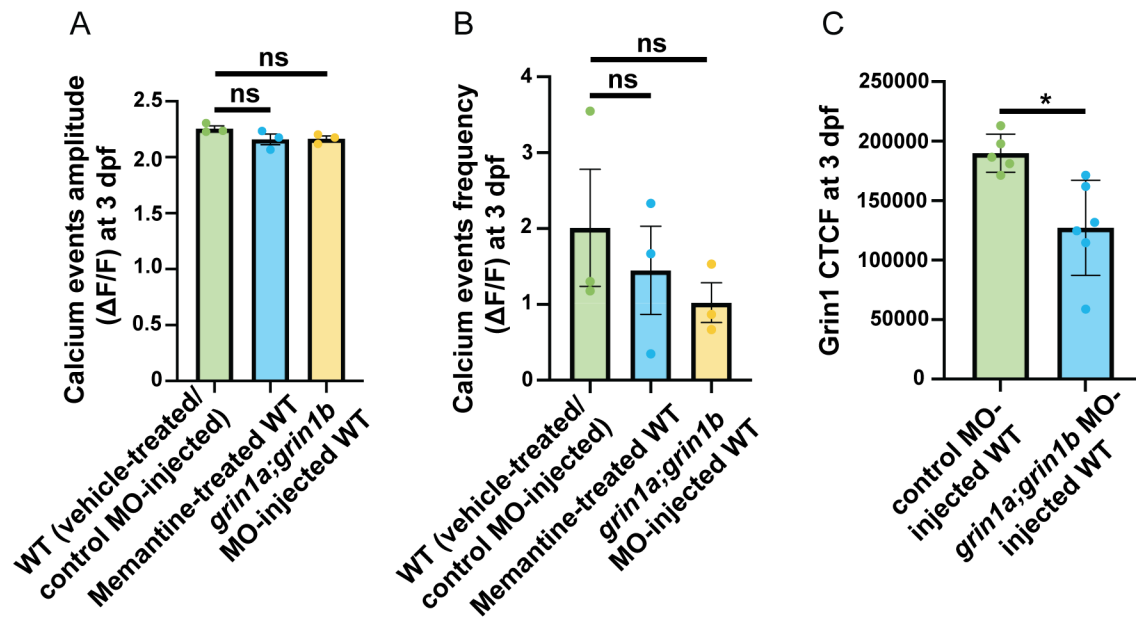 A
Calcium events amplitude
(ΔF/F) at 3 dpf
ns
ns
2.5
2.0
1.5
1.0
2.5
0
WT (vehicle-treated/
control MO-injected)
Memantine-treated WT
grin1a;grin1b
MO-injected WT
B
Calcium events frequency
(ΔF/F) at 3 dpf
ns
ns
4
3
2
1
0
WT (vehicle-treated/
control MO-injected)
Memantine-treated WT
grin1a;grin1b
MO-injected WT
C
Grin1 CTCF at 3 dpf
*
250000
200000
150000
100000
50000
0
control MO-
injected WT
grin1a;grin1b MO-
injected WT